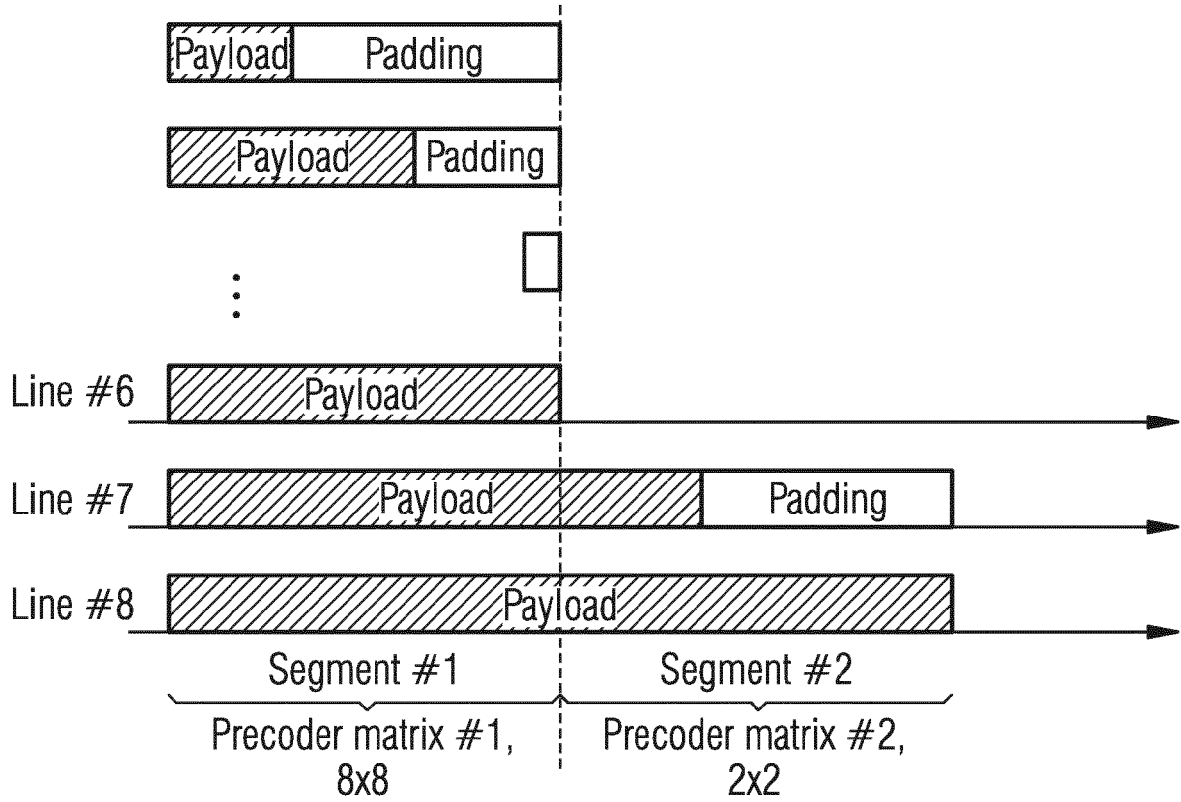 Payload Padding
Payload Padding
Line #6 Payload
Line #7 Payload Padding
Line #8 Payload
Segment #1 Segment #2
Precoder matrix #1, Precoder matrix #2,
8x8 2x2